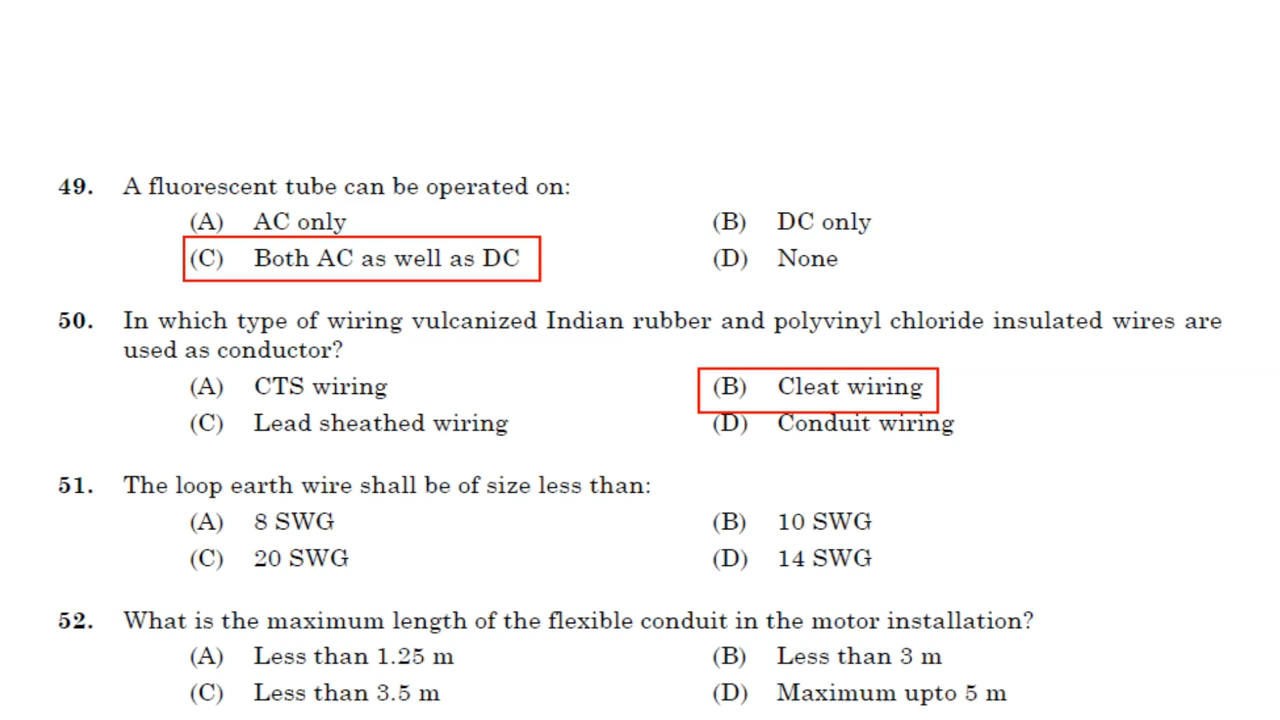 49. A fluorescent tube can be operated on:
(A) AC only (B) DC only
(C) Both AC as well as DC (D) None
50. In which type of wiring vulcanized Indian rubber and polyvinyl chloride insulated wires are
used as conductor?
(A) CTS wiring (B) Cleat wiring
(C) Lead sheathed wiring (D) Conduit wiring
51. The loop earth wire shall be of size less than:
(A) 8 SWG (B) 10 SWG
(C) 20 SWG (D) 14 SWG
52. What is the maximum length of the flexible conduit in the motor installation?
(A) Less than 1.25 m (B) Less than 3 m
(C) Less than 3.5 m (D) Maximum upto 5 m